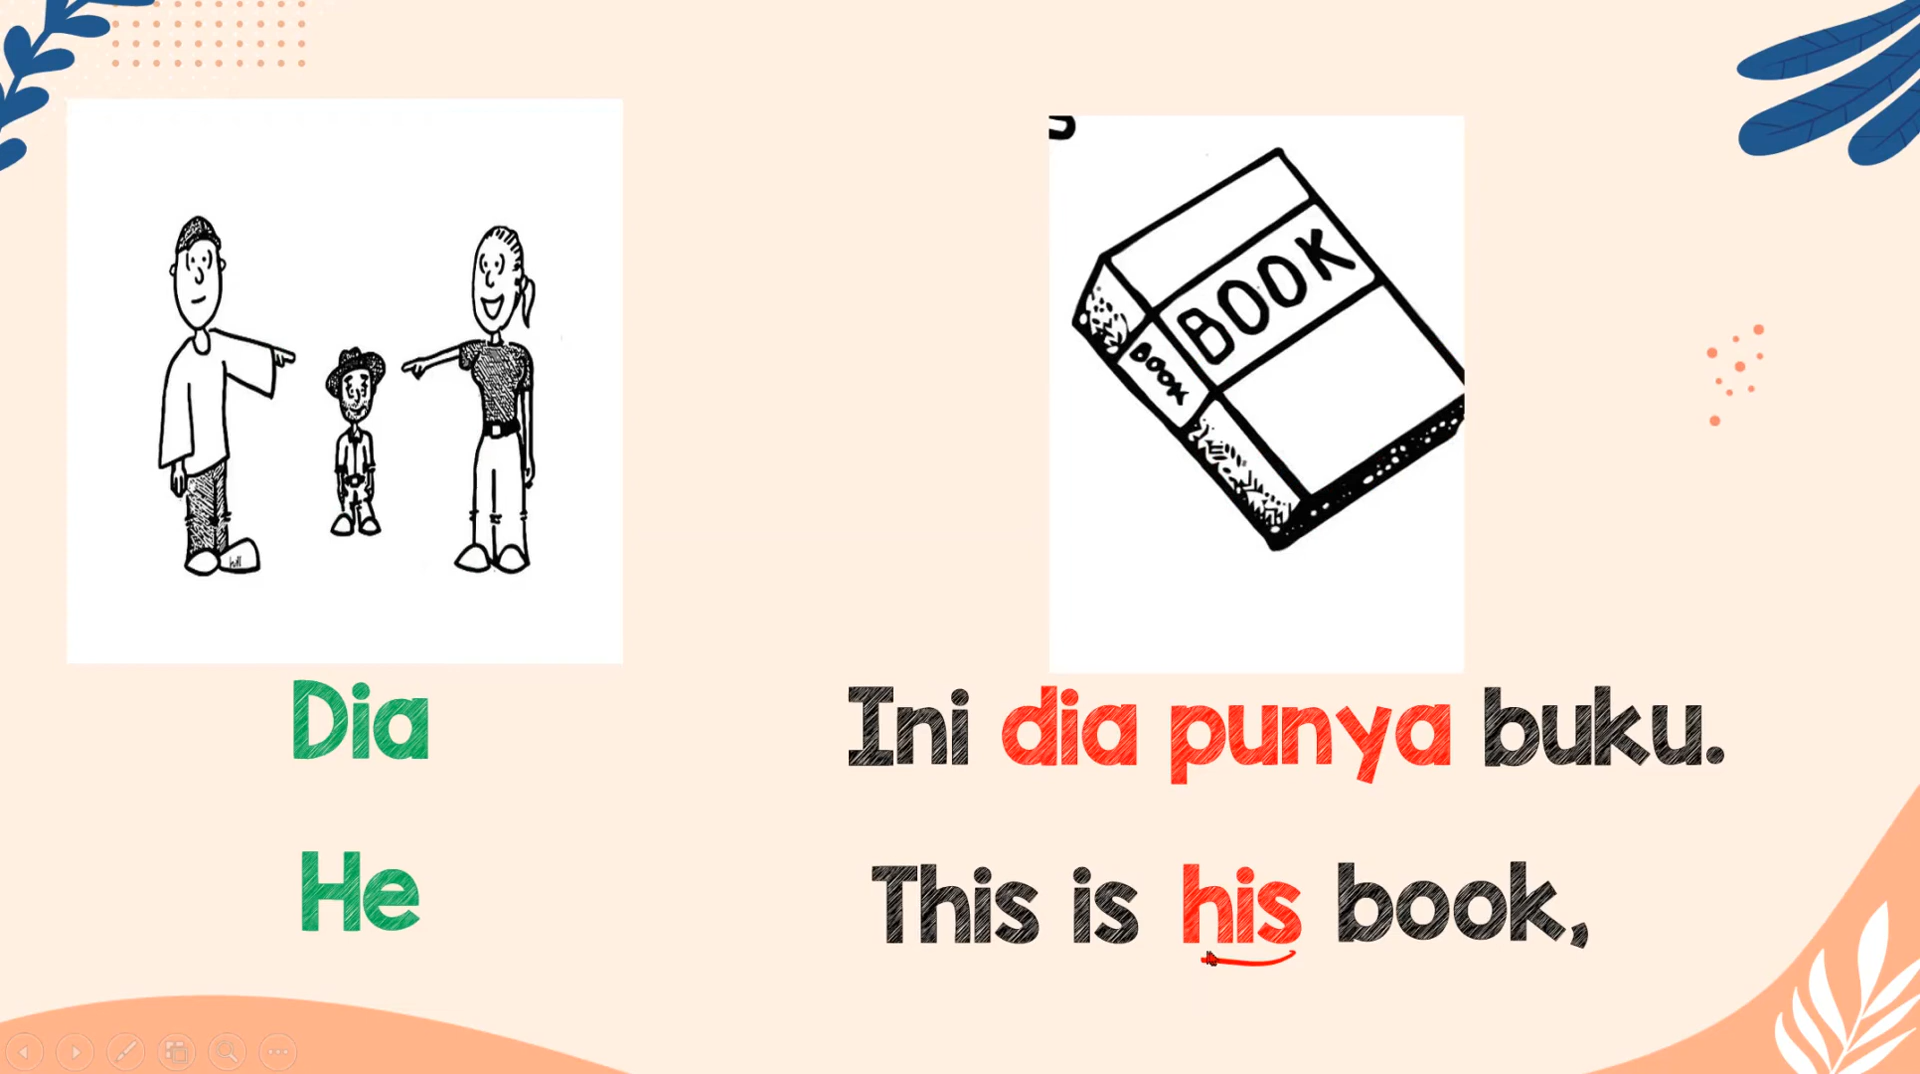 BOOK
BOOK
Dia
He
Ini dia punya buku.
This is his book,